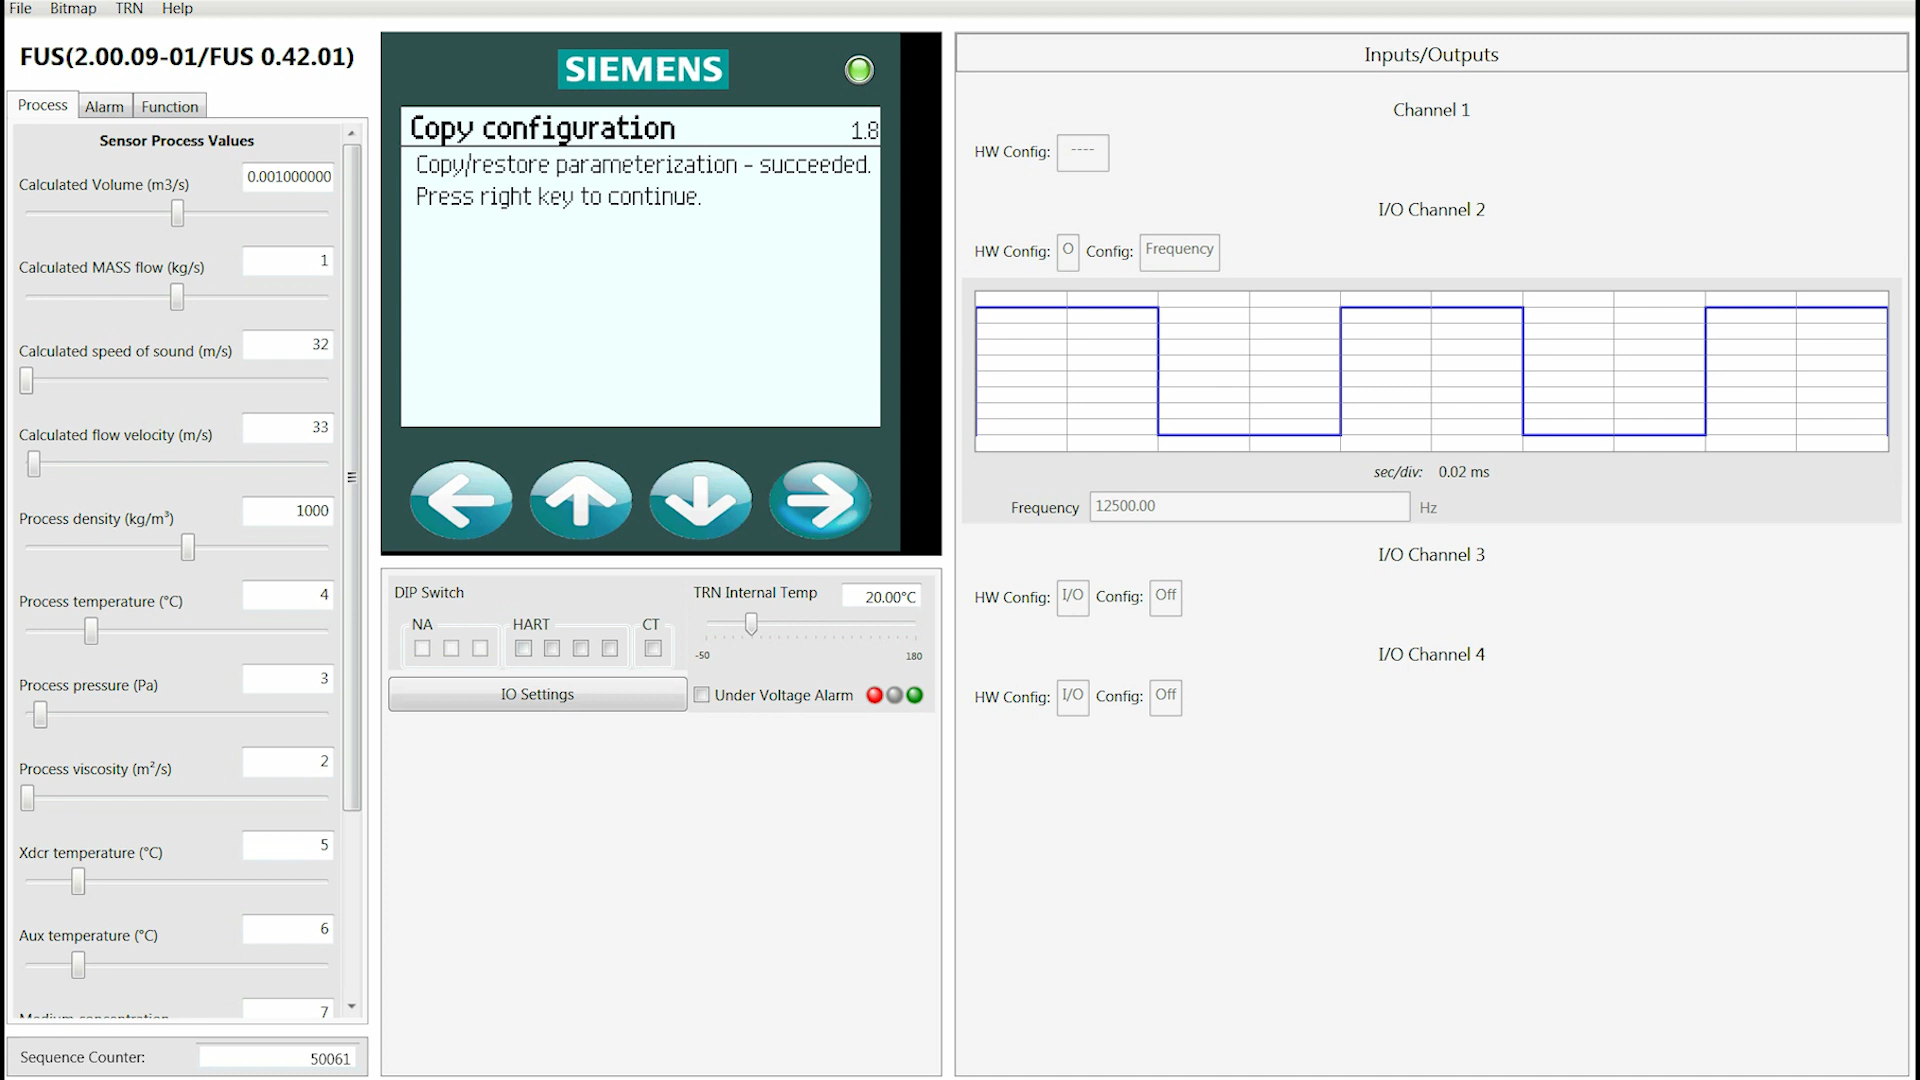 File Bitmap TRN Help
FUS(2.00.09-01/FUS 0.42.01)
Process Alarm Function
Sensor Process Values
Calculated Volume (m3/s) 0.001000000
Calculated MASS flow (kg/s) 1
Calculated speed of sound (m/s) 32
Calculated flow velocity (m/s) 33
Process density (kg/m³) 1000
Process temperature (°C) 4
Process pressure (Pa) 3
Process viscosity (m²/s) 2
Xdcr temperature (°C) 5
Aux temperature (°C) 6
Medium concentration 7
Sequence Counter: 50061
SIEMENS
Copy configuration 1.8
Copy/restore parameterization - succeeded.
Press right key to continue.
DIP Switch
NA HART CT
IO Settings
TRN Internal Temp 20.00°C
-50 180
Under Voltage Alarm
Inputs/Outputs
Channel 1
HW Config: ----
I/O Channel 2
HW Config: O Config: Frequency
sec/div: 0.02 ms
Frequency 12500.00 Hz
I/O Channel 3
HW Config: I/O Config: Off
I/O Channel 4
HW Config: I/O Config: Off